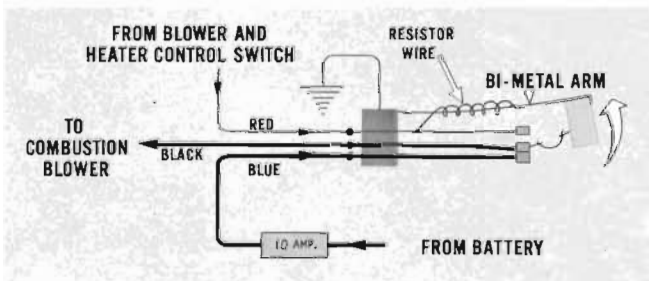 FROM BLOWER AND
HEATER CONTROL SWITCH
RESISTOR
WIRE
BI-METAL ARM
RED
TO
COMBUSTION
BLOWER
BLACK
BLUE
10 AMP.
FROM BATTERY